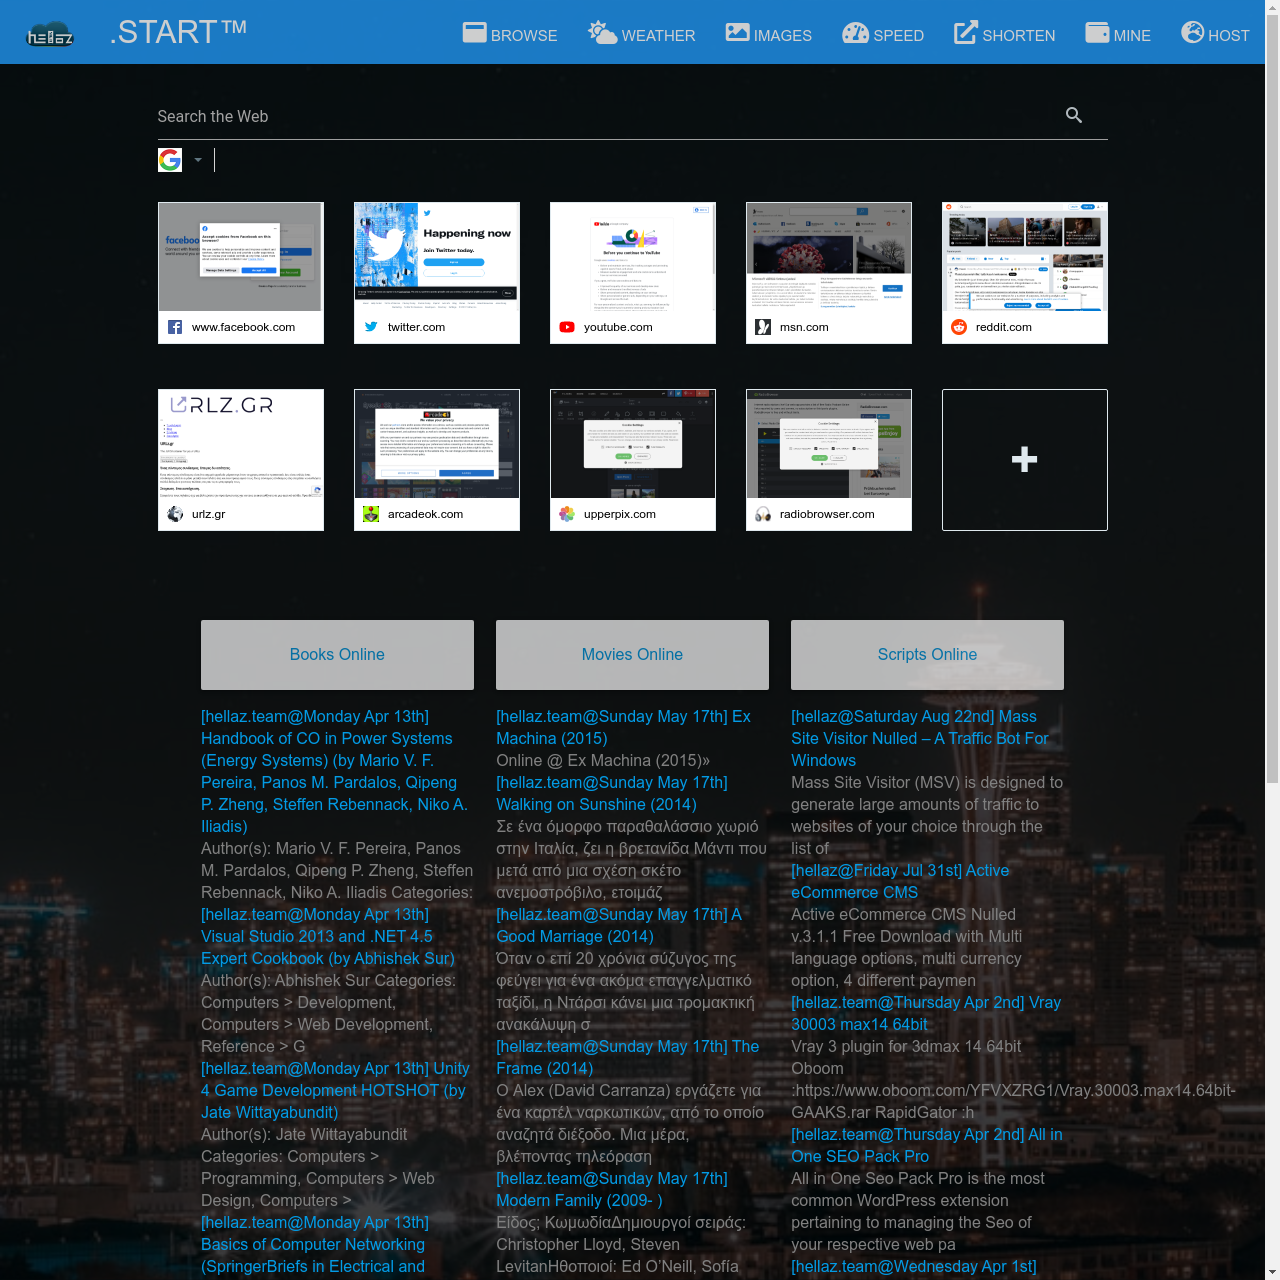 hellaz
.START™
BROWSE
WEATHER
IMAGES
SPEED
SHORTEN
MINE
HOST
Search the Web
Happening now
Join Twitter today.
Before you continue to YouTube
www.facebook.com
twitter.com
youtube.com
msn.com
reddit.com
RLZ.GR
urlz.gr
arcadeok.com
upperpix.com
radiobrowser.com
Books Online
Movies Online
Scripts Online
[hellaz.team@Monday Apr 13th]
Handbook of CO in Power Systems
(Energy Systems) (by Mario V. F.
Pereira, Panos M. Pardalos, Qipeng
P. Zheng, Steffen Rebennack, Niko A.
Iliadis)
Author(s): Mario V. F. Pereira, Panos
M. Pardalos, Qipeng P. Zheng, Steffen
Rebennack, Niko A. Iliadis Categories:
[hellaz.team@Monday Apr 13th]
Visual Studio 2013 and .NET 4.5
Expert Cookbook (by Abhishek Sur)
Author(s): Abhishek Sur Categories:
Computers > Development,
Computers > Web Development,
Reference > G
[hellaz.team@Monday Apr 13th] Unity
4 Game Development HOTSHOT (by
Jate Wittayabundit)
Author(s): Jate Wittayabundit
Categories: Computers >
Programming, Computers > Web
Design, Computers >
[hellaz.team@Monday Apr 13th]
Basics of Computer Networking
(SpringerBriefs in Electrical and
[hellaz.team@Sunday May 17th] Ex
Machina (2015)
Online @ Ex Machina (2015)»
[hellaz.team@Sunday May 17th]
Walking on Sunshine (2014)
Σε ένα όμορφο παραθαλάσσιο χωριό
στην Ιταλία, ζει η βρετανίδα Μάντι που
μετά από μια σχέση σκέτο
ανεμοστρόβιλο, ετοιμάζ
[hellaz.team@Sunday May 17th] A
Good Marriage (2014)
Όταν ο επί 20 χρόνια σύζυγος της
φεύγει για ένα ακόμα επαγγελματικό
ταξίδι, η Ντάρσι κάνει μια τρομακτική
ανακάλυψη σ
[hellaz.team@Sunday May 17th] The
Frame (2014)
Ο Alex (David Carranza) εργάζετε για
ένα καρτέλ ναρκωτικών, από το οποίο
αναζητά διέξοδο. Μια μέρα,
βλέποντας τηλεόραση
[hellaz.team@Sunday May 17th]
Modern Family (2009- )
Είδος; ΚωμωδίαΔημιουργοί σειράς:
Christopher Lloyd, Steven
LevitanΗθοποιοί: Ed O’Neill, Sofía
[hellaz@Saturday Aug 22nd] Mass
Site Visitor Nulled – A Traffic Bot For
Windows
Mass Site Visitor (MSV) is designed to
generate large amounts of traffic to
websites of your choice through the
list of
[hellaz@Friday Jul 31st] Active
eCommerce CMS
Active eCommerce CMS Nulled
v.3.1.1 Free Download with Multi
language options, multi currency
option, 4 different paymen
[hellaz.team@Thursday Apr 2nd] Vray
30003 max14 64bit
Vray 3 plugin for 3dmax 14 64bit
Oboom
:https://www.oboom.com/YFVXZRG1/Vray.30003.max14.64bit-
GAAKS.rar RapidGator :h
[hellaz.team@Thursday Apr 2nd] All in
One SEO Pack Pro
All in One Seo Pack Pro is the most
common WordPress extension
pertaining to managing the Seo of
your respective web pa
[hellaz.team@Wednesday Apr 1st]